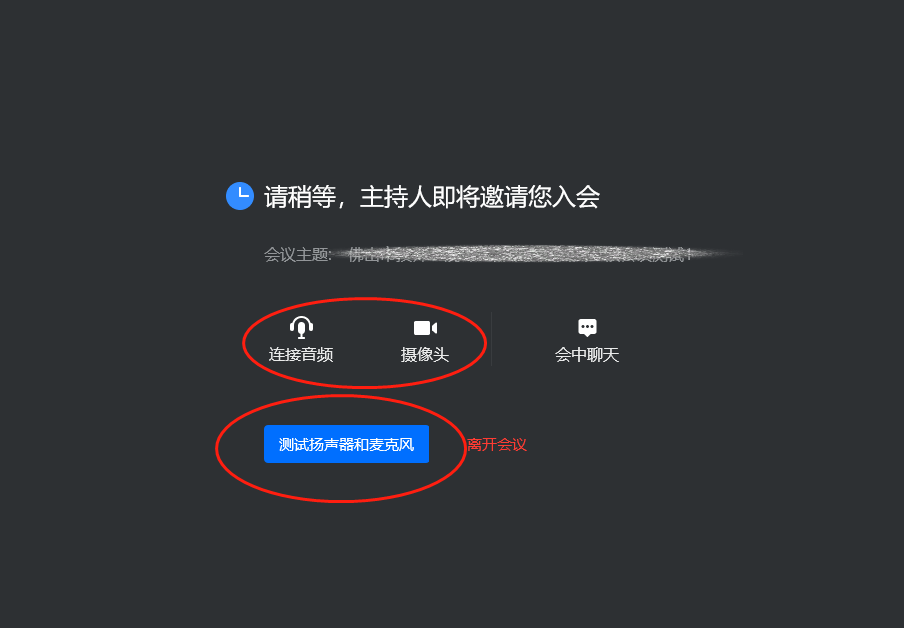 请稍等，主持人即将邀请您入会
会议主题:
连接音频
摄像头
会中聊天
测试扬声器和麦克风
离开会议